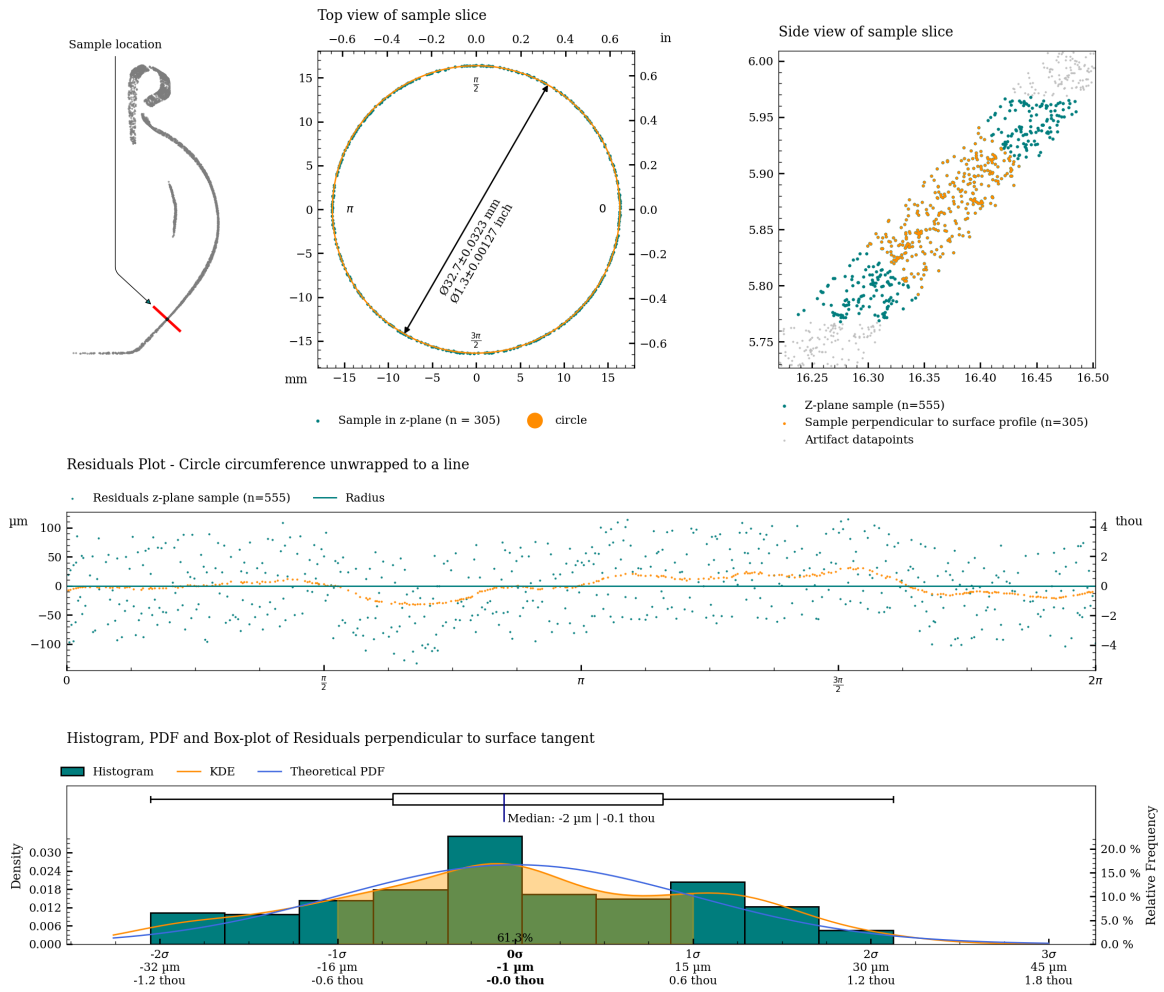 Top view of sample slice
Side view of sample slice
Sample location
−0.6 −0.4 −0.2 0.0 0.2 0.4 0.6 in
15
10
5
0
−5
−10
−15
0.6
0.4
0.2
0.0
−0.2
−0.4
−0.6
π/2
π
0
3π/2
Ø32.7±0.0323 mm
Ø1.3±0.00127 inch
mm −15 −10 −5 0 5 10 15
6.00
5.95
5.90
5.85
5.80
5.75
16.25 16.30 16.35 16.40 16.45 16.50
Sample in z-plane (n = 305) circle
Z-plane sample (n=555)
Sample perpendicular to surface profile (n=305)
Artifact datapoints
Residuals Plot - Circle circumference unwrapped to a line
Residuals z-plane sample (n=555) Radius
µm
100
50
0
−50
−100
thou
4
2
0
−2
−4
0 π/2 π 3π/2 2π
Histogram, PDF and Box-plot of Residuals perpendicular to surface tangent
Histogram KDE Theoretical PDF
Median: -2 µm | -0.1 thou
Density
0.030
0.024
0.018
0.012
0.006
0.000
Relative Frequency
20.0 %
15.0 %
10.0 %
5.0 %
0.0 %
61.3%
-2σ -1σ 0σ 1σ 2σ 3σ
-32 µm -16 µm -1 µm 15 µm 30 µm 45 µm
-1.2 thou -0.6 thou -0.0 thou 0.6 thou 1.2 thou 1.8 thou